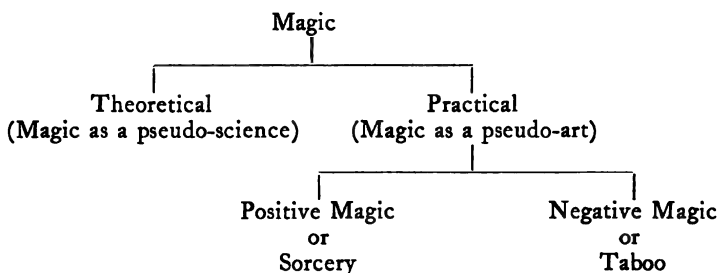 Magic
Theoretical Practical
(Magic as a pseudo-science) (Magic as a pseudo-art)
Positive Magic Negative Magic
or or
Sorcery Taboo